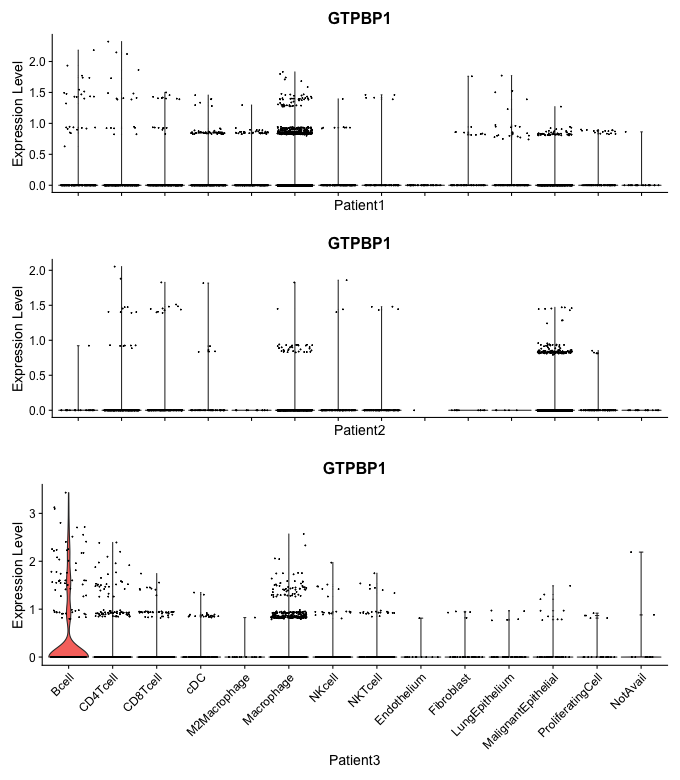 GTPBP1
Expression Level
2.0
1.5
1.0
0.5
0.0
Patient1
GTPBP1
Expression Level
2.0
1.5
1.0
0.5
0.0
Patient2
GTPBP1
Expression Level
3
2
1
0
Bcell
CD4Tcell
CD8Tcell
cDC
M2Macrophage
Macrophage
NKcell
NKTcell
Endothelium
Fibroblast
LungEpithelium
MalignantEpithelial
ProliferatingCell
NotAvail
Patient3